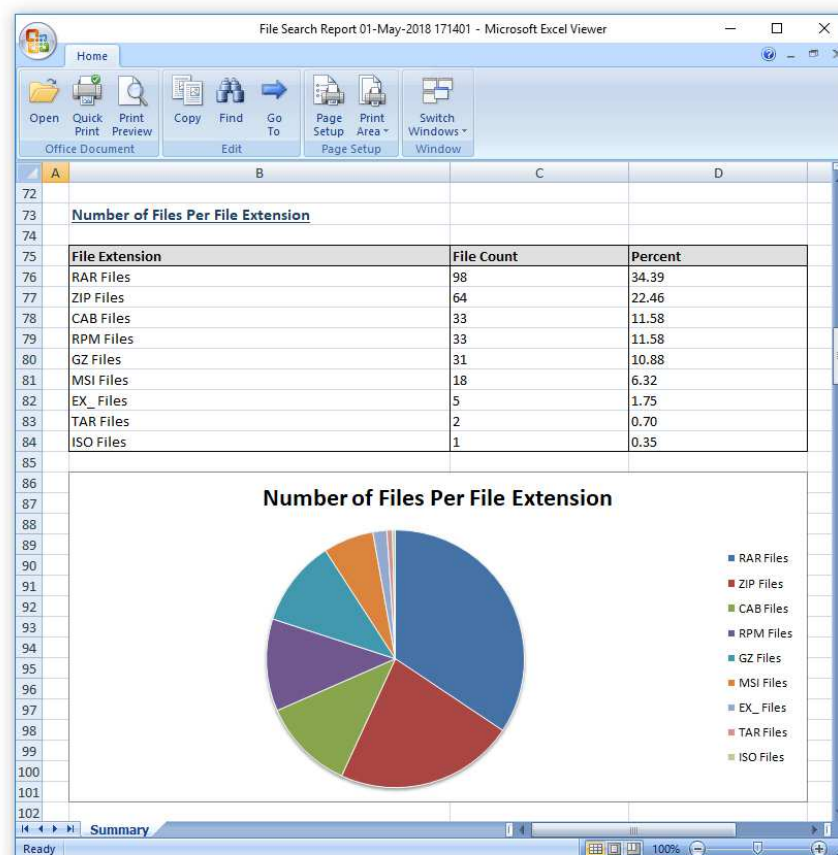 File Search Report 01-May-2018 171401 - Microsoft Excel Viewer
Home
Open Quick Print Print Preview Copy Find Go To Page Setup Print Area Switch Windows
Office Document Edit Page Setup Window
A B C D
72
73 Number of Files Per File Extension
74
75 File Extension File Count Percent
76 RAR Files 98 34.39
77 ZIP Files 64 22.46
78 CAB Files 33 11.58
79 RPM Files 33 11.58
80 GZ Files 31 10.88
81 MSI Files 18 6.32
82 EX_ Files 5 1.75
83 TAR Files 2 0.70
84 ISO Files 1 0.35
85
86
87 Number of Files Per File Extension
88
89
90 RAR Files
91 ZIP Files
92 CAB Files
93 RPM Files
94 GZ Files
95
96 MSI Files
97 EX_ Files
98 TAR Files
99 ISO Files
100
101
102
Summary
Ready 100%